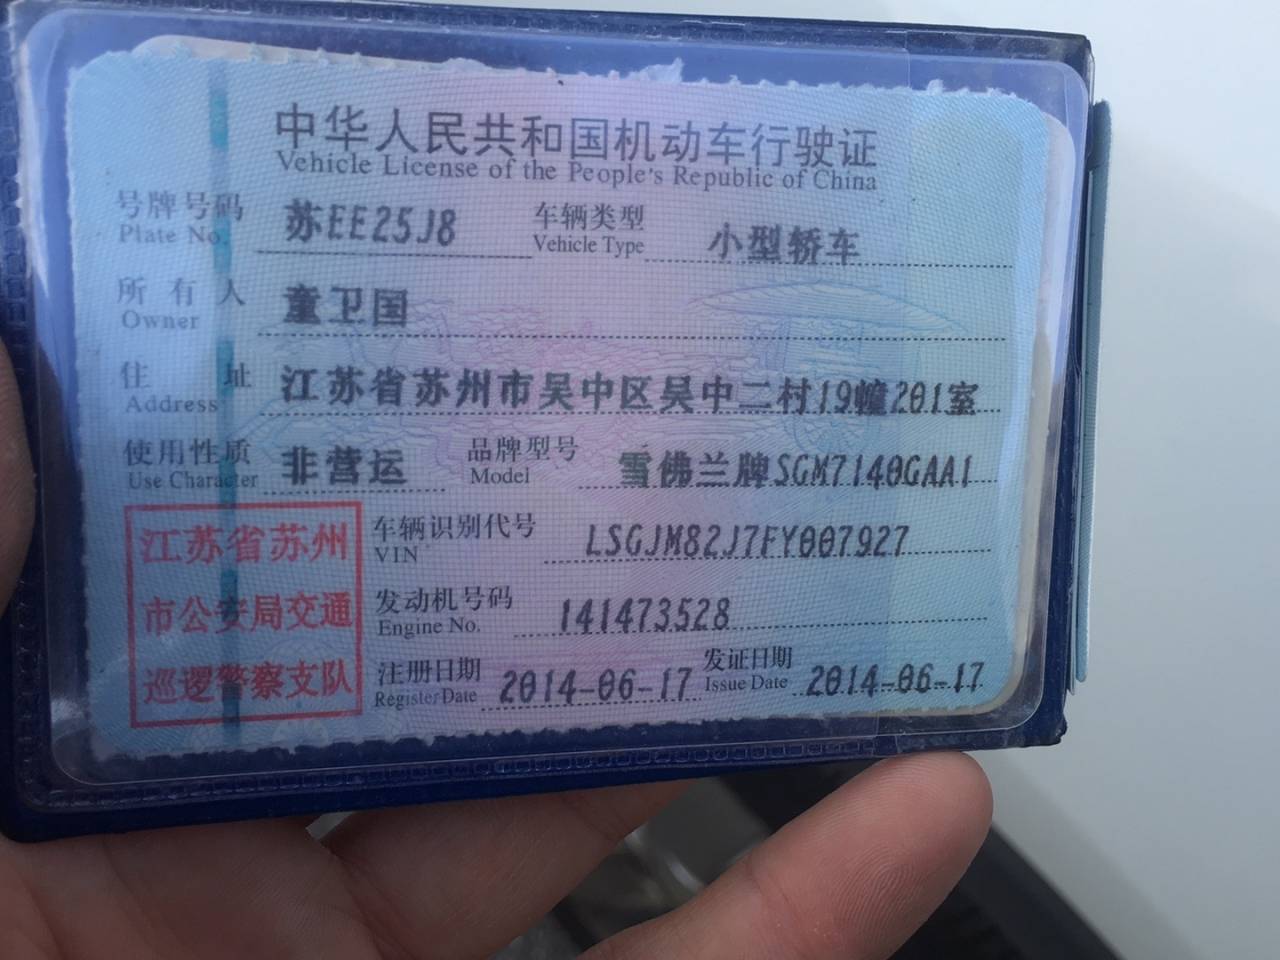 中华人民共和国机动车行驶证
Vehicle License of the People's Republic of China
号牌号码 苏EE25J8 车辆类型 小型轿车
Plate No. Vehicle Type
所有人 童卫国
Owner
住址 江苏省苏州市吴中区吴中二村19幢201室
Address
使用性质 非营运 品牌型号 雪佛兰牌SGM7140GAA1
Use Character Model
江苏省苏州
市公安局交通
巡逻警察支队
车辆识别代号 LSGJM82J7FY007927
VIN
发动机号码 141473528
Engine No.
注册日期 2014-06-17 发证日期 2014-06-17
Register Date Issue Date